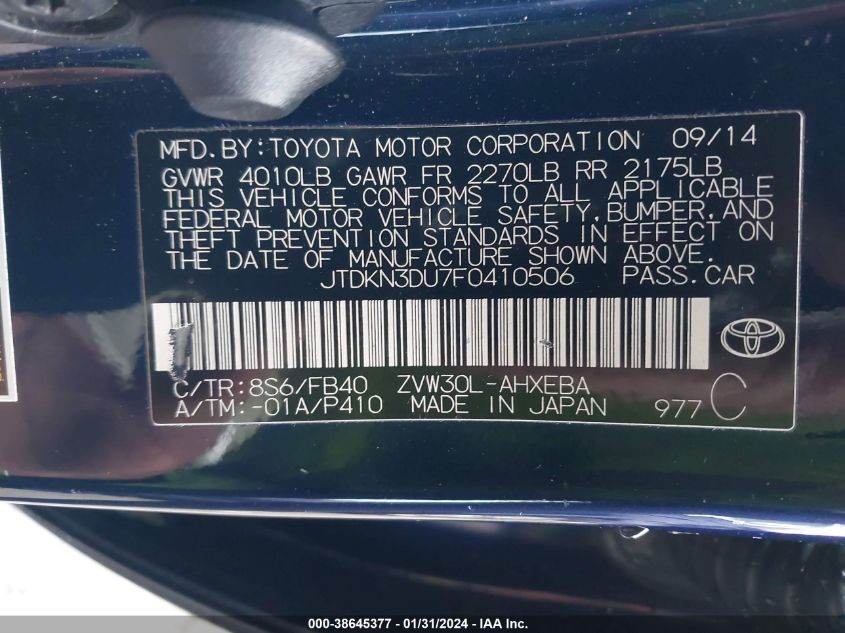 MFD.BY:TOYOTA MOTOR CORPORATION 09/14
GVWR 4010LB GAWR FR 2270LB RR 2175LB
THIS VEHICLE CONFORMS TO ALL APPLICABLE
FEDERAL MOTOR VEHICLE SAFETY,BUMPER,AND
THEFT PREVENTION STANDARDS IN EFFECT ON
THE DATE OF MANUFACTURE SHOWN ABOVE.
JTDKN3DU7F0410506 PASS.CAR
C/TR:8S6/FB40 ZVW30L-AHXEBA
A/TM:-01A/P410 MADE IN JAPAN 977 C
000-38645377 - 01/31/2024 - IAA Inc.